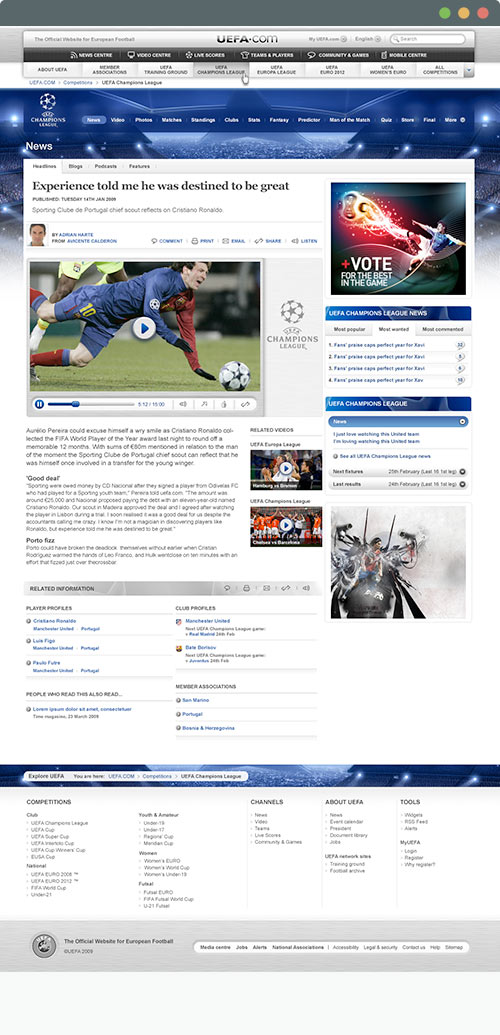 The Official Website for European Football
UEFA.com
My UEFA.com
English
Search
NEWS CENTRE
VIDEO CENTRE
LIVE SCORES
TEAMS & PLAYERS
COMMUNITY & GAMES
MOBILE CENTRE
ABOUT UEFA
MEMBER ASSOCIATIONS
UEFA TRAINING GROUND
UEFA CHAMPIONS LEAGUE
UEFA EUROPA LEAGUE
UEFA EURO 2012
UEFA WOMEN'S EURO
ALL COMPETITIONS
UEFA.COM
Competitions
UEFA Champions League
CHAMPIONS
LEAGUE
News
Video
Photos
Matches
Standings
Clubs
Stats
Fantasy
Predictor
Man of the Match
Quiz
Store
Final
More
News
Headlines
Blogs
Podcasts
Features
Experience told me he was destined to be great
PUBLISHED: TUESDAY 14TH JAN 2009
Sporting Clube de Portugal chief scout reflects on Cristiano Ronaldo
BY ADRIAN HARTE
FROM AVICENTE CALDERON
COMMENT
PRINT
EMAIL
SHARE
LISTEN
+VOTE
FOR THE BEST
IN THE GAME
10
UEFA
CHAMPIONS
LEAGUE
5:12 / 15:00
UEFA CHAMPIONS LEAGUE NEWS
Most popular
Most wanted
Most commented
1. Fans' praise caps perfect year for Xavi
2. Fans' praise caps perfect year for Xavi
3. Fans' praise caps perfect year for Xavi
4. Fans' praise caps perfect year for Xav
UEFA CHAMPIONS LEAGUE
News
I just love watching this United team
I'm loving watching this United team
See all UEFA Champions League news
Next fixtures
25th February (Last 16 1st leg)
Last results
24th February (Last 16 1st leg)
Aurélio Pereira could excuse himself a wry smile as Cristiano Ronaldo col-
lected the FIFA World Player of the Year award last night to round off a
memorable 12 months. With sums of €80m mentioned in relation to the man
of the moment the Sporting Clube de Portugal chief scout can reflect that he
was himself once involved in a transfer for the young winger.
'Good deal'
"Sporting were owed money by CD Nacional after they signed a player from Odivelas FC
who had played for a Sporting youth team," Pereira told uefa.com. "The amount was
around €25,000 and Nasional proposed paying the debt with an eleven-year-old named
Cristiano Ronaldo. Our scout in Madeira approved the deal and I agreed after watching
the player in Lisbon during a trial. I soon realised it was a good deal for us despite the
accountants calling me crazy. I know I'm not a magician in discovering players like
Ronaldo, but experience told me he was destined to be great."
Porto fizz
Porto could have broken the deadlock themselves without earlier when Cristian
Rodríguez warmed the hands of Leo Franco, and Hulk wentclose on ten minutes with an
effort that fizzed just over thecrossbar.
RELATED VIDEOS
UEFA Europa League
Hamburg vs Bremen
UEFA Champions League
Chelsa vs Barcelona
RELATED INFORMATION
PLAYER PROFILES
Cristiano Ronaldo
Manchester United - Portugal
Luis Figo
Manchester United - Portugal
Paulo Futre
Manchester United - Portugal
CLUB PROFILES
Manchester United
Next UEFA Champions League game:
v Real Madrid 24th Feb
Bate Borisov
Next UEFA Champions League game:
v Juventus 24th Feb
PEOPLE WHO READ THIS ALSO READ...
Lorem ipsum dolor sit amet, consectetuer
Time magazine, 23 March 2009
MEMBER ASSOCIATIONS
San Marino
Portugal
Bosnia & Herzegovina
Explore UEFA
You are here:
UEFA.COM
Competitions
UEFA Champions League
COMPETITIONS
Club
UEFA Champions League
UEFA Cup
UEFA Super Cup
UEFA Intertoto Cup
UEFA Cup Winners' Cup
EUSA Cup
National
UEFA EURO 2008 ™
UEFA EURO 2012 ™
FIFA World Cup
Under-21
Youth & Amateur
Under-19
Under-17
Regions' Cup
Meridian Cup
Women
Women's EURO
Women's World Cup
Women's Under-19
Futsal
Futsal EURO
FIFA Futsal World Cup
U-21 Futsal
CHANNELS
News
Video
Teams
Live Scores
Community & Games
ABOUT UEFA
News
Event calendar
President
Document library
Jobs
UEFA network sites
Training ground
Football archive
TOOLS
Widgets
RSS Feed
Alerts
MyUEFA
Login
Register
Why register?
The Official Website for European Football
©UEFA 2009
Media centre
Jobs
Alerts
National Associations
Accessibility
Legal & security
Contact us
Help
Sitemap